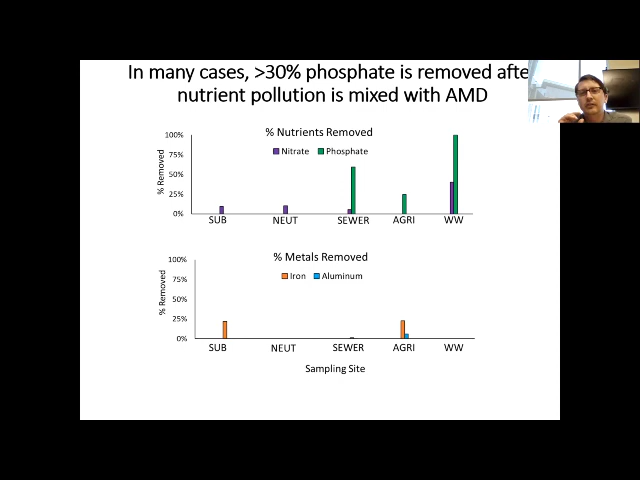 In many cases, >30% phosphate is removed afte
nutrient pollution is mixed with AMD
% Nutrients Removed
Nitrate Phosphate
% Removed
100%
75%
50%
25%
0%
SUB NEUT SEWER AGRI WW
% Metals Removed
Iron Aluminum
% Removed
100%
75%
50%
25%
0%
SUB NEUT SEWER AGRI WW
Sampling Site